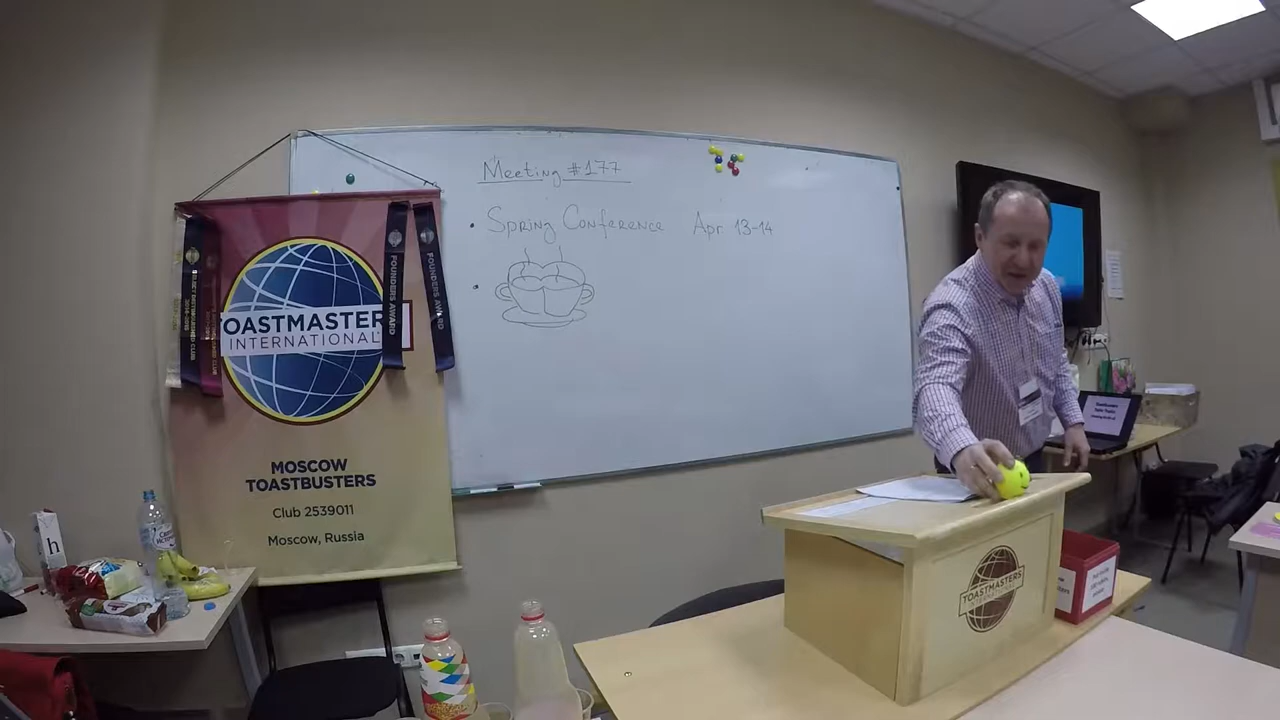 Meeting #177
• Spring Conference Apr 13-14
FOUNDERS AWARD
FOUNDERS AWARD
TOASTMASTERS
INTERNATIONAL
MOSCOW
TOASTBUSTERS
Club 2539011
Moscow, Russia
h
TOASTMASTERS
INTERNATIONAL